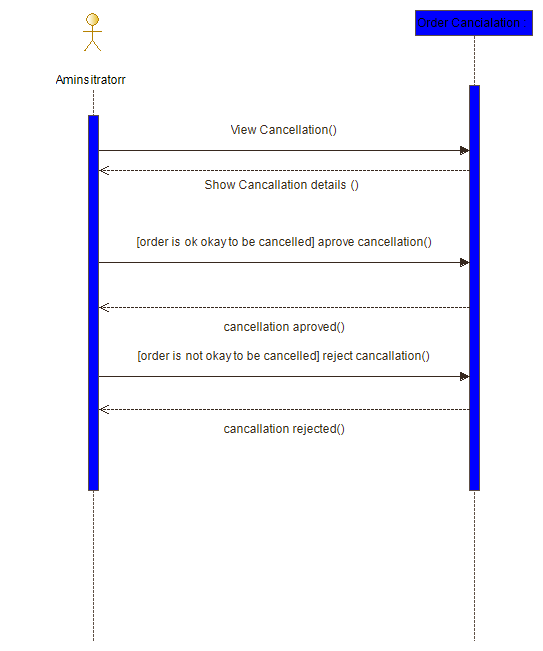 Order Cancialation :
Aminsitratorr
View Cancellation()
Show Cancallation details ()
[order is ok okay to be cancelled] aprove cancellation()
cancellation aproved()
[order is not okay to be cancelled] reject cancallation()
cancallation rejected()